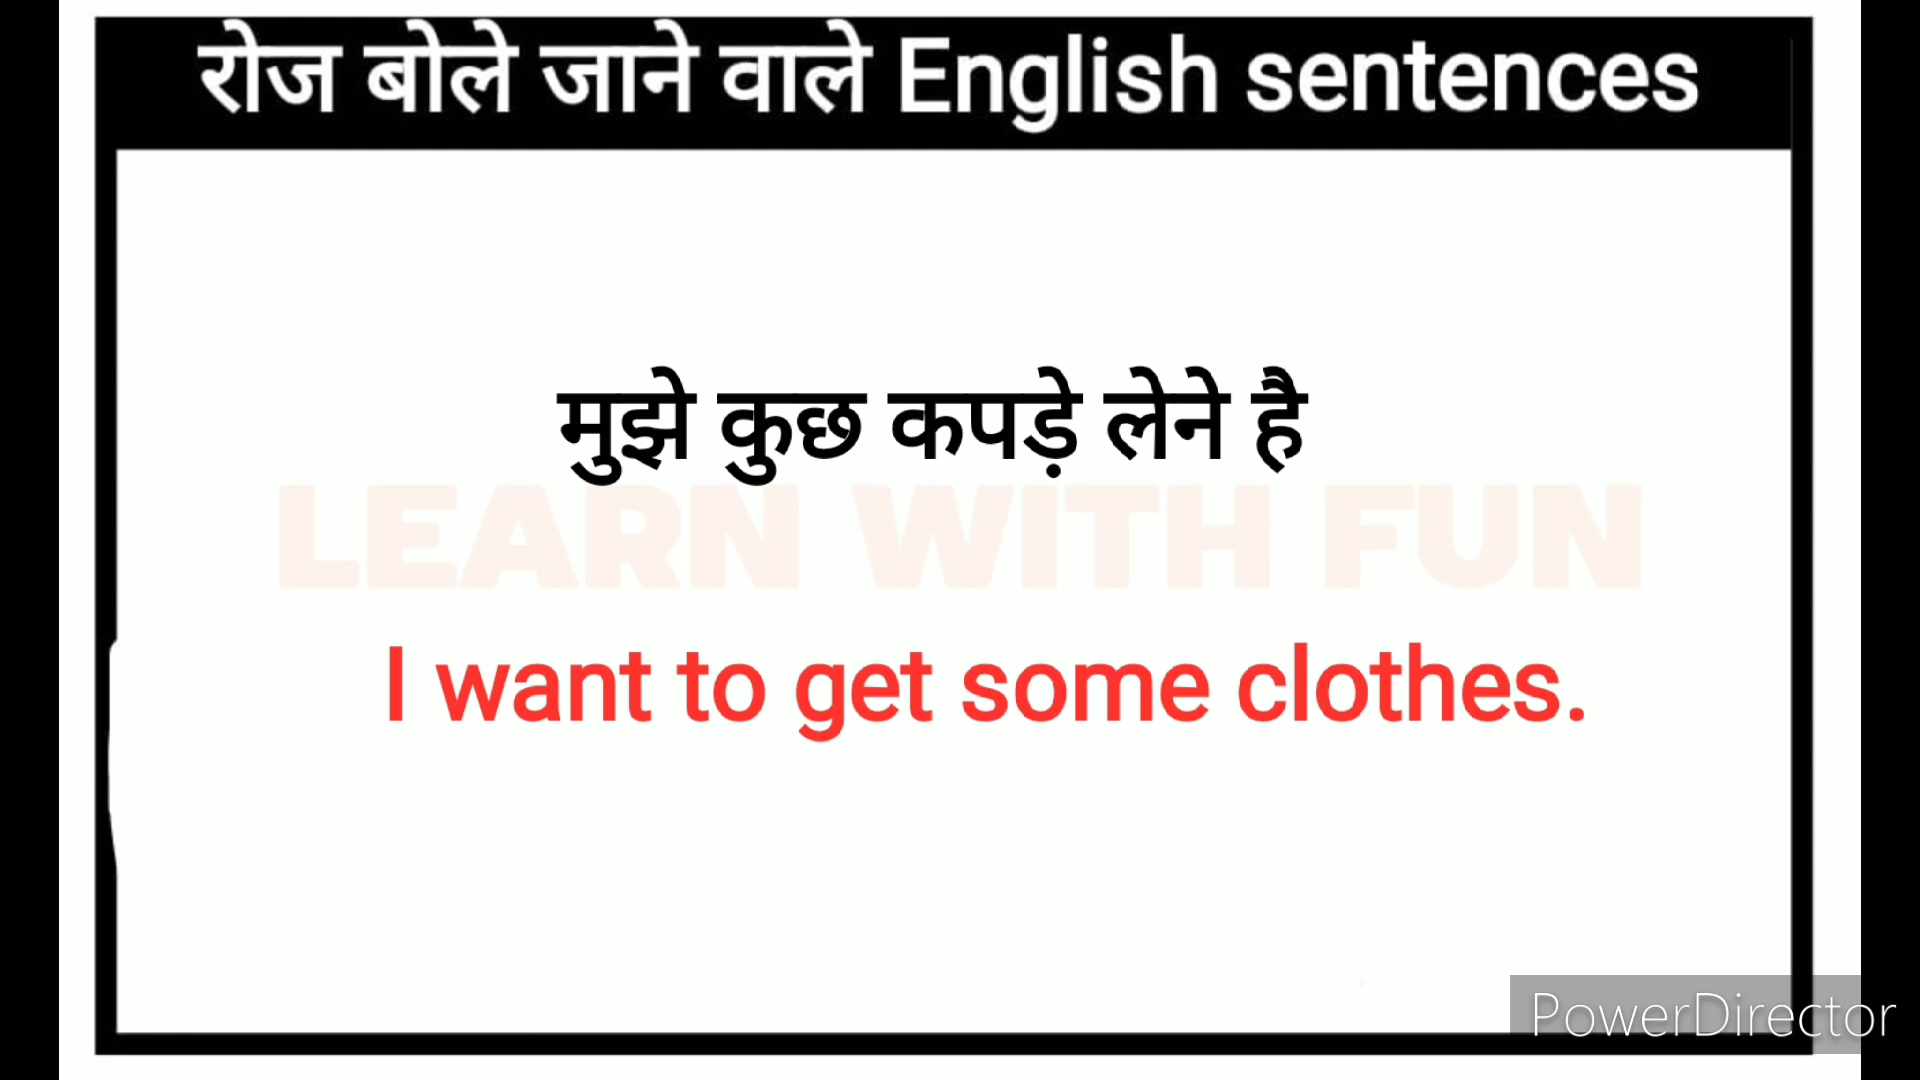 रोज बोले जाने वाले English sentences
मुझे कुछ कपड़े लेने है
LEARN WITH FUN
I want to get some clothes.
PowerDirector